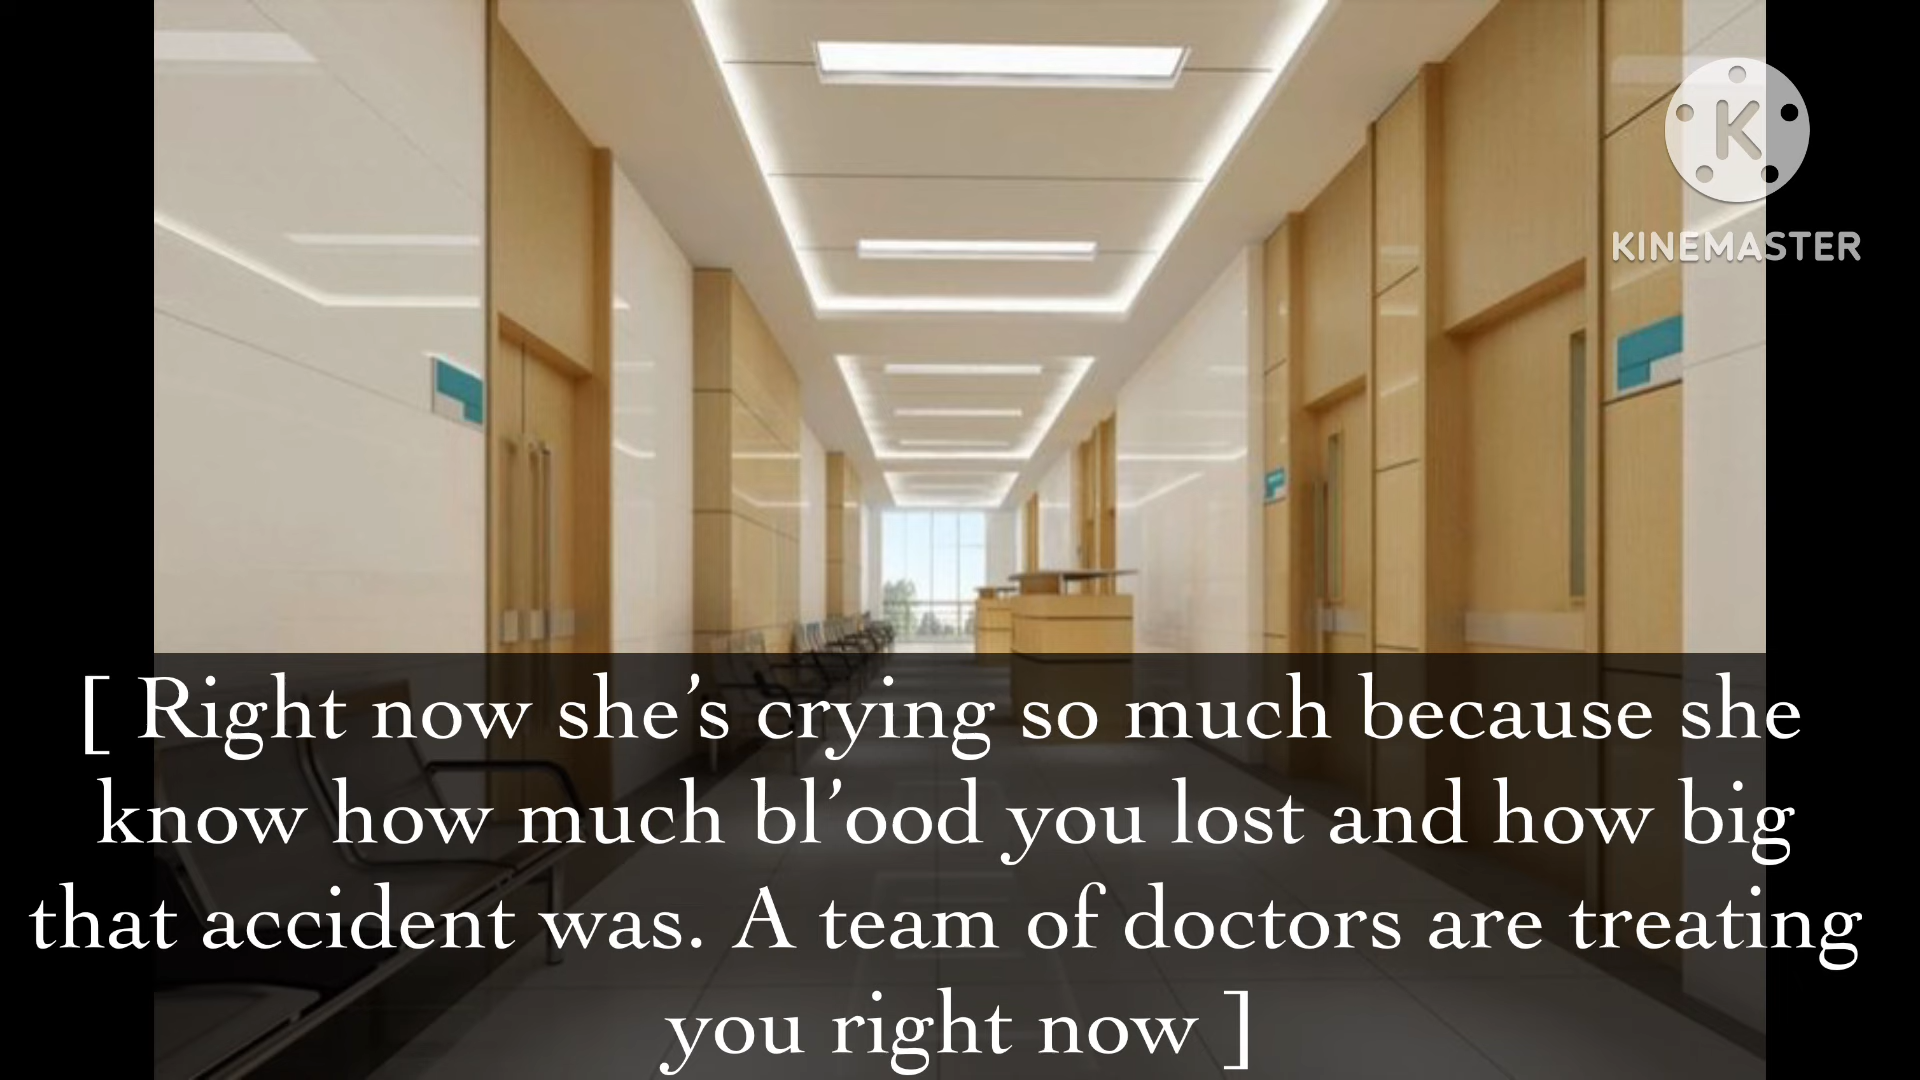 K
KINEMASTER
[ Right now she’s crying so much because she
know how much bl’ood you lost and how big
that accident was. A team of doctors are treating
you right now ]